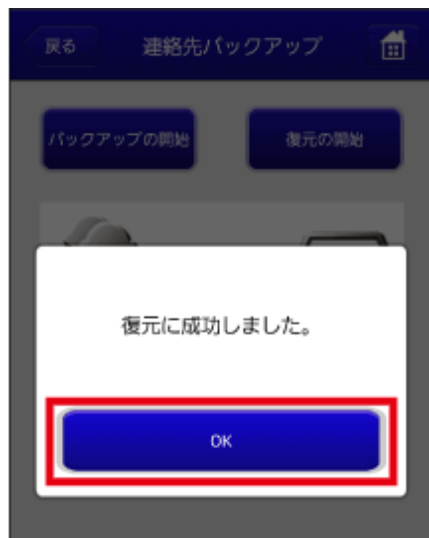 戻る
連絡先バックアップ
バックアップの開始
復元の開始
復元に成功しました。
OK